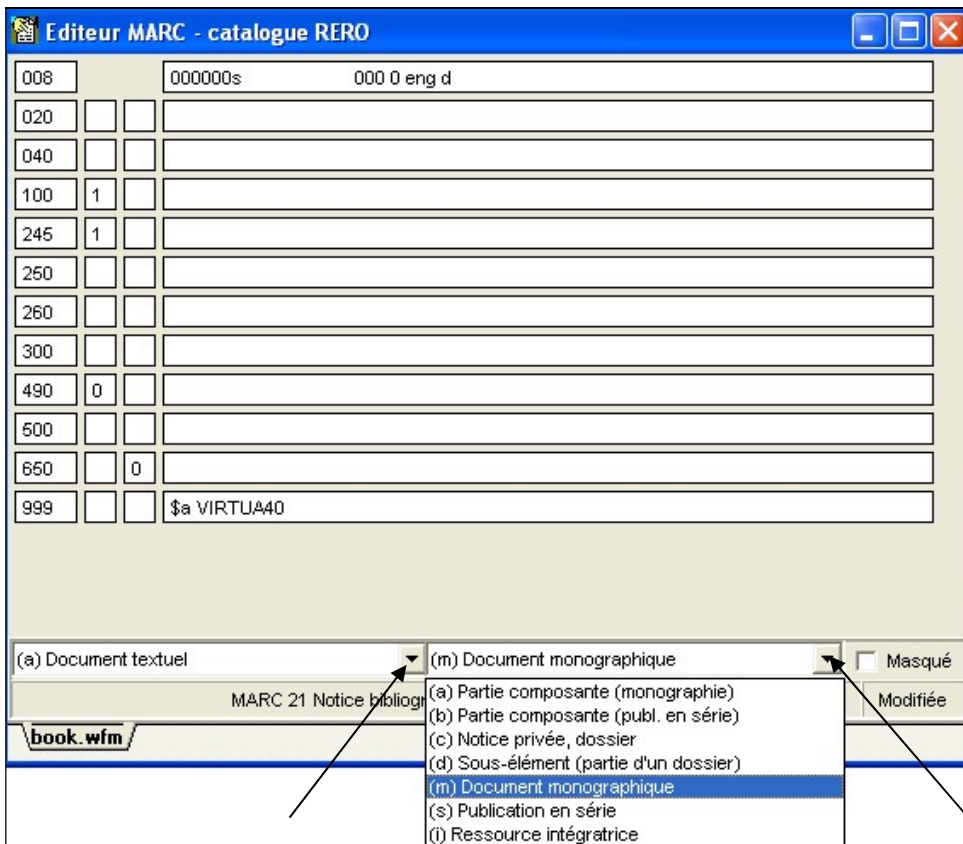 Editeur MARC - catalogue RERO
008 000000s 000 0 eng d
020
040
100 1
245 1
250
260
300
490 0
500
650 0
999 $a VIRTUA40
(a) Document textuel (m) Document monographique Masqué
MARC 21 Notice Modifiée
(a) Partie composante (monographie)
(b) Partie composante (publ. en série)
\book.wfm/
(c) Notice privée, dossier
(d) Sous-élément (partie d'un dossier)
(m) Document monographique
(s) Publication en série
(i) Ressource intégratrice